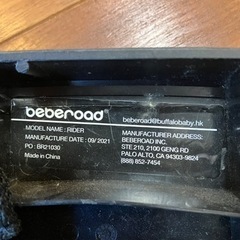 beberoad®
MODEL NAME : RIDER
MANUFACTURER DATE : 09/ 2021
PO : BR21030
Made in China
beberoad@buffalobaby.hk
MANUFACTURER ADDRESS:
BEBEROAD INC.
STE 210, 2100 GENG RD
PALO ALTO, CA 94303-9824
(888) 852-7454